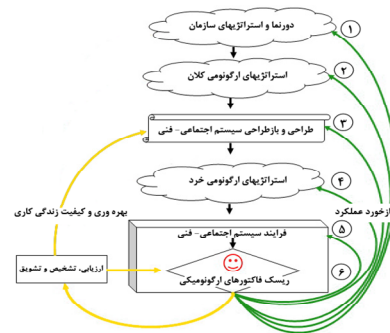 دورنما و استراتژیهای سازمان
۱
استراتژیهای ارگونومی کلان
۲
طراحی و بازطراحی سیستم اجتماعی- فنی
۳
استراتژیهای ارگونومی خرد
۴
بهره وری و کیفیت زندگی کاری
بازخورد عملکرد
فرایند سیستم اجتماعی- فنی
۵
ارزیابی، تشخیص و تشویق
ریسک فاکتورهای ارگونومیکی
۶